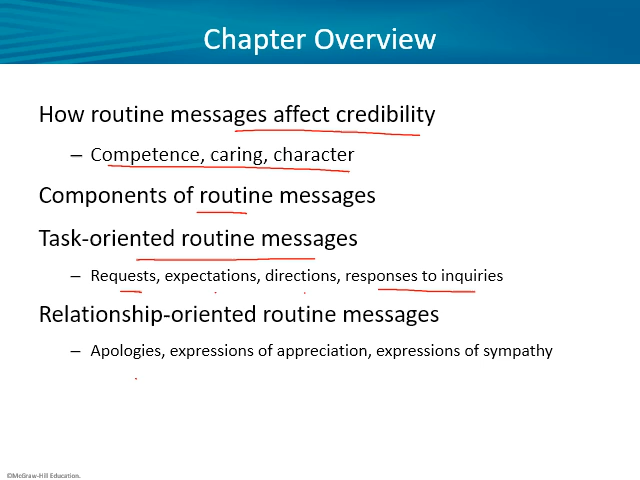 Chapter Overview
How routine messages affect credibility
– Competence, caring, character
Components of routine messages
Task-oriented routine messages
– Requests, expectations, directions, responses to inquiries
Relationship-oriented routine messages
– Apologies, expressions of appreciation, expressions of sympathy
©McGraw-Hill Education.